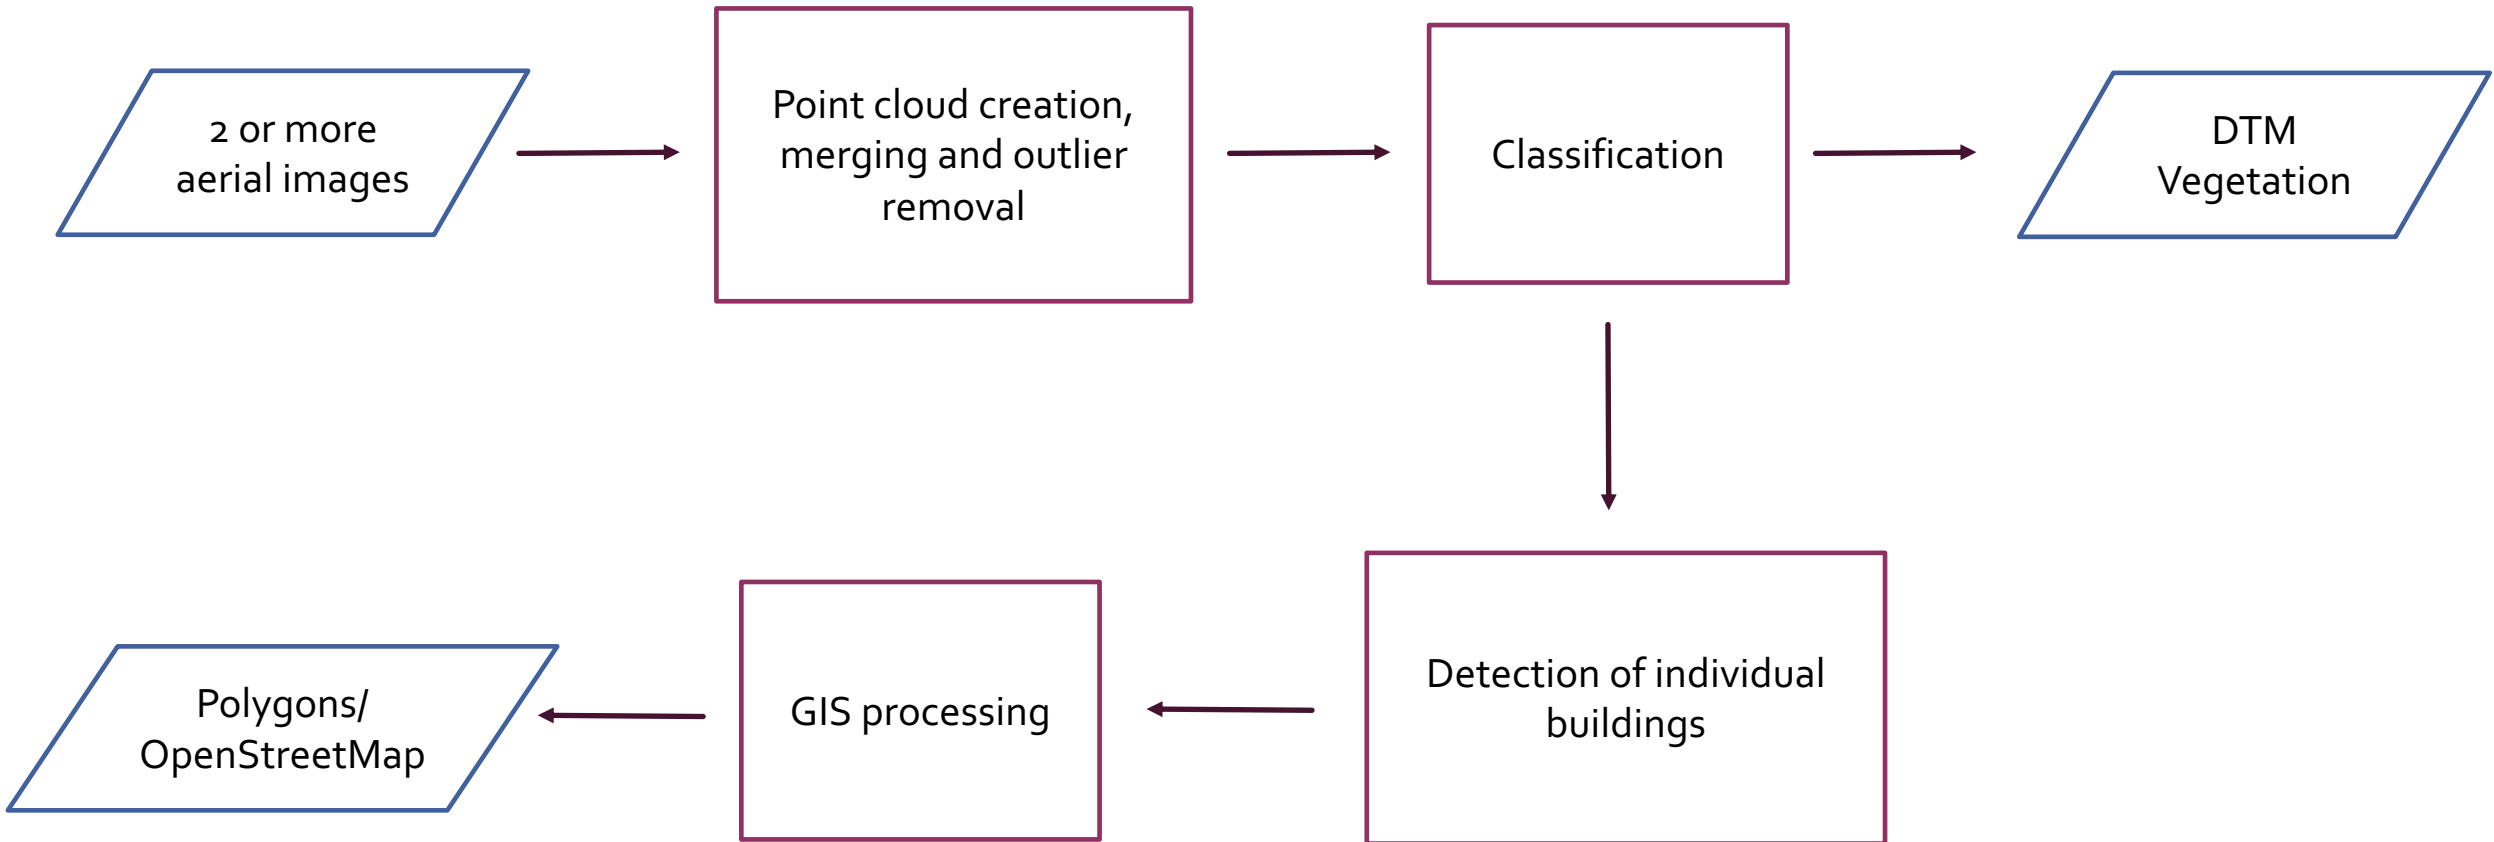 2 or more
aerial images
Point cloud creation,
merging and outlier
removal
Classification
DTM
Vegetation
Polygons/
OpenStreetMap
GIS processing
Detection of individual
buildings